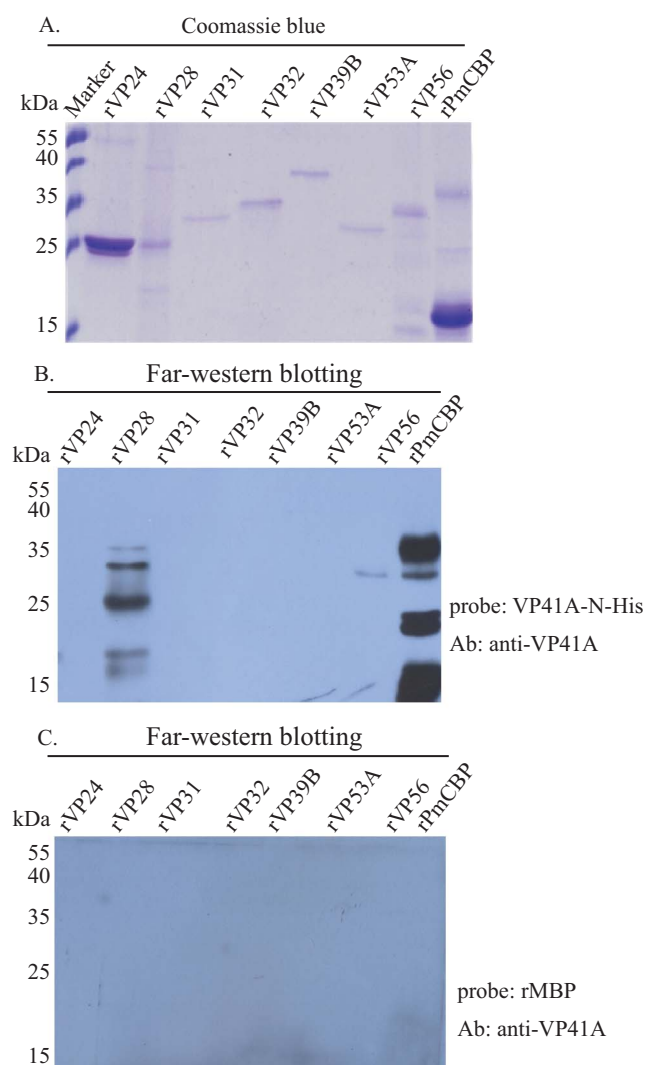 A.
Coomassie blue
kDa Marker rVP24 rVP28 rVP31 rVP32 rVP39B rVP53A rVP56 rPmCBP
55
40
35
25
15
B.
Far-western blotting
kDa rVP24 rVP28 rVP31 rVP32 rVP39B rVP53A rVP56 rPmCBP
55
40
35
25
15
probe: VP41A-N-His
Ab: anti-VP41A
C.
Far-western blotting
kDa rVP24 rVP28 rVP31 rVP32 rVP39B rVP53A rVP56 rPmCBP
55
40
35
25
15
probe: rMBP
Ab: anti-VP41A